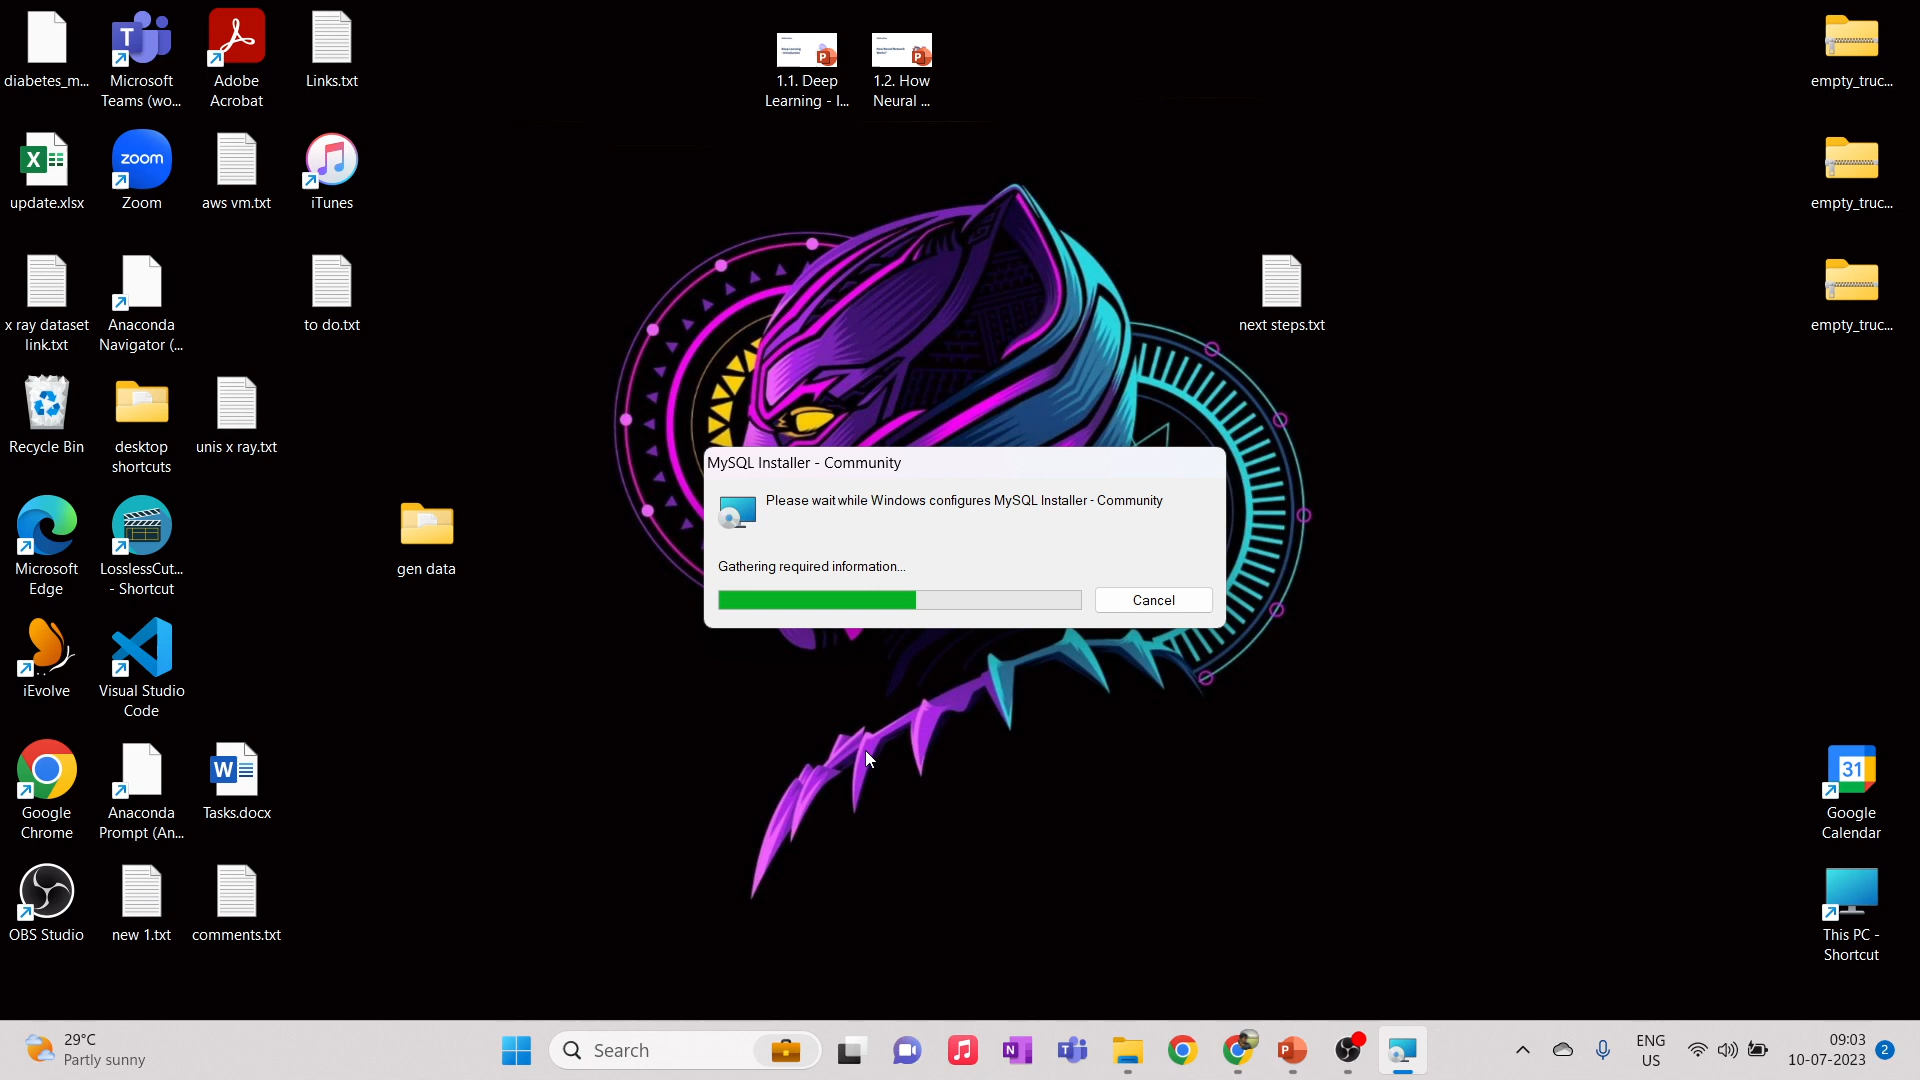 diabetes_m...
Microsoft
Teams (wo...
Adobe
Acrobat
Links.txt
1.1. Deep
Learning - I...
1.2. How
Neural ...
empty_truc...
update.xlsx
zoom
Zoom
aws vm.txt
iTunes
empty_truc...
x ray dataset
link.txt
Anaconda
Navigator (...
to do.txt
next steps.txt
empty_truc...
Recycle Bin
desktop
shortcuts
unis x ray.txt
MySQL Installer - Community
Please wait while Windows configures MySQL Installer - Community
Gathering required information...
Cancel
Microsoft
Edge
LosslessCut...
- Shortcut
gen data
iEvolve
Visual Studio
Code
Google
Chrome
Anaconda
Prompt (An...
Tasks.docx
31
Google
Calendar
OBS Studio
new 1.txt
comments.txt
This PC -
Shortcut
29°C
Partly sunny
Search
ENG
US
09:03
10-07-2023
2